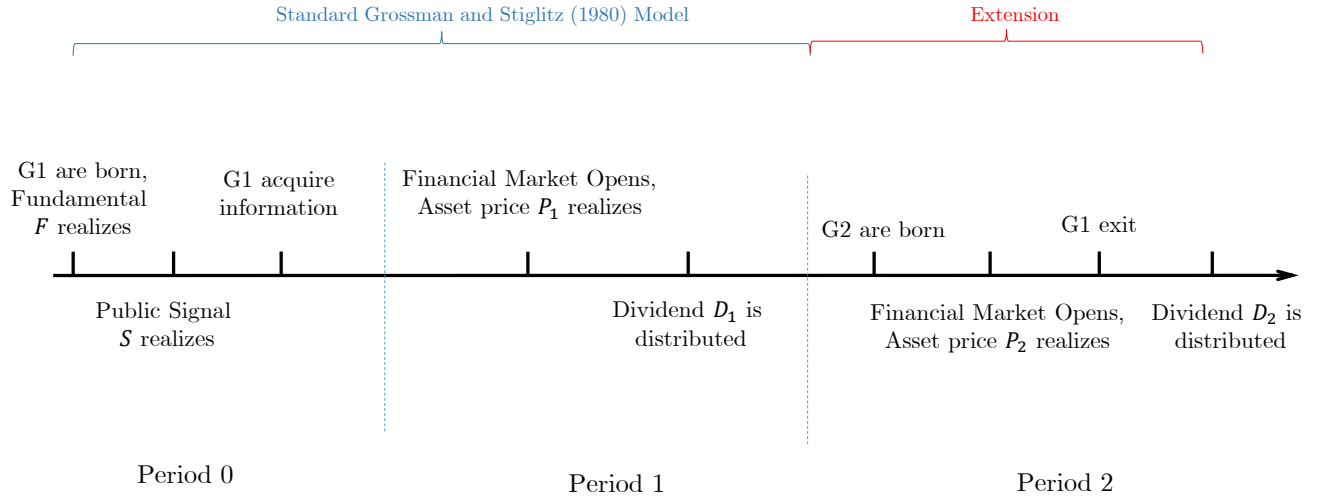 Standard Grossman and Stiglitz (1980) Model
Extension
G1 are born,
Fundamental
F realizes
G1 acquire
information
Financial Market Opens,
Asset price P₁ realizes
G2 are born
G1 exit
Public Signal
S realizes
Dividend D₁ is
distributed
Financial Market Opens,
Asset price P₂ realizes
Dividend D₂ is
distributed
Period 0
Period 1
Period 2